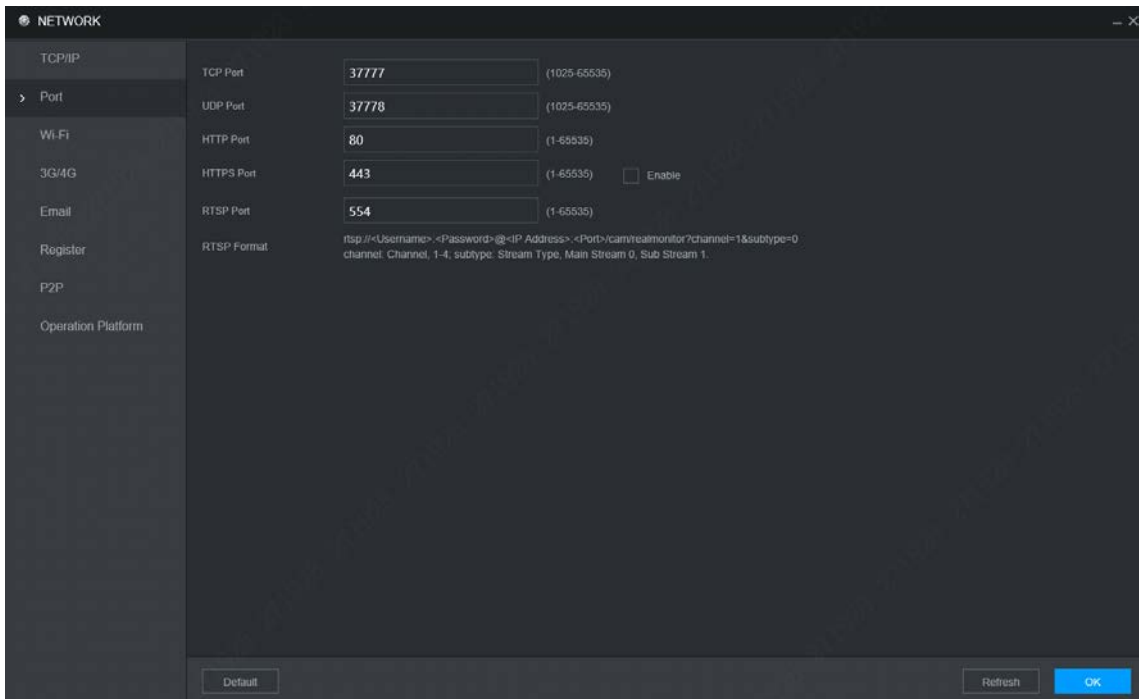 NETWORK
TCP/IP
Port
Wi-Fi
3G/4G
Email
Register
P2P
Operation Platform
TCP Port 37777 (1025-65535)
UDP Port 37778 (1025-65535)
HTTP Port 80 (1-65535)
HTTPS Port 443 (1-65535) Enable
RTSP Port 554 (1-65535)
RTSP Format rtsp://<Username>:<Password>@<IP Address>:<Port>/cam/realmonitor?channel=1&subtype=0
channel: Channel, 1-4; subtype: Stream Type, Main Stream 0, Sub Stream 1.
Default Refresh OK